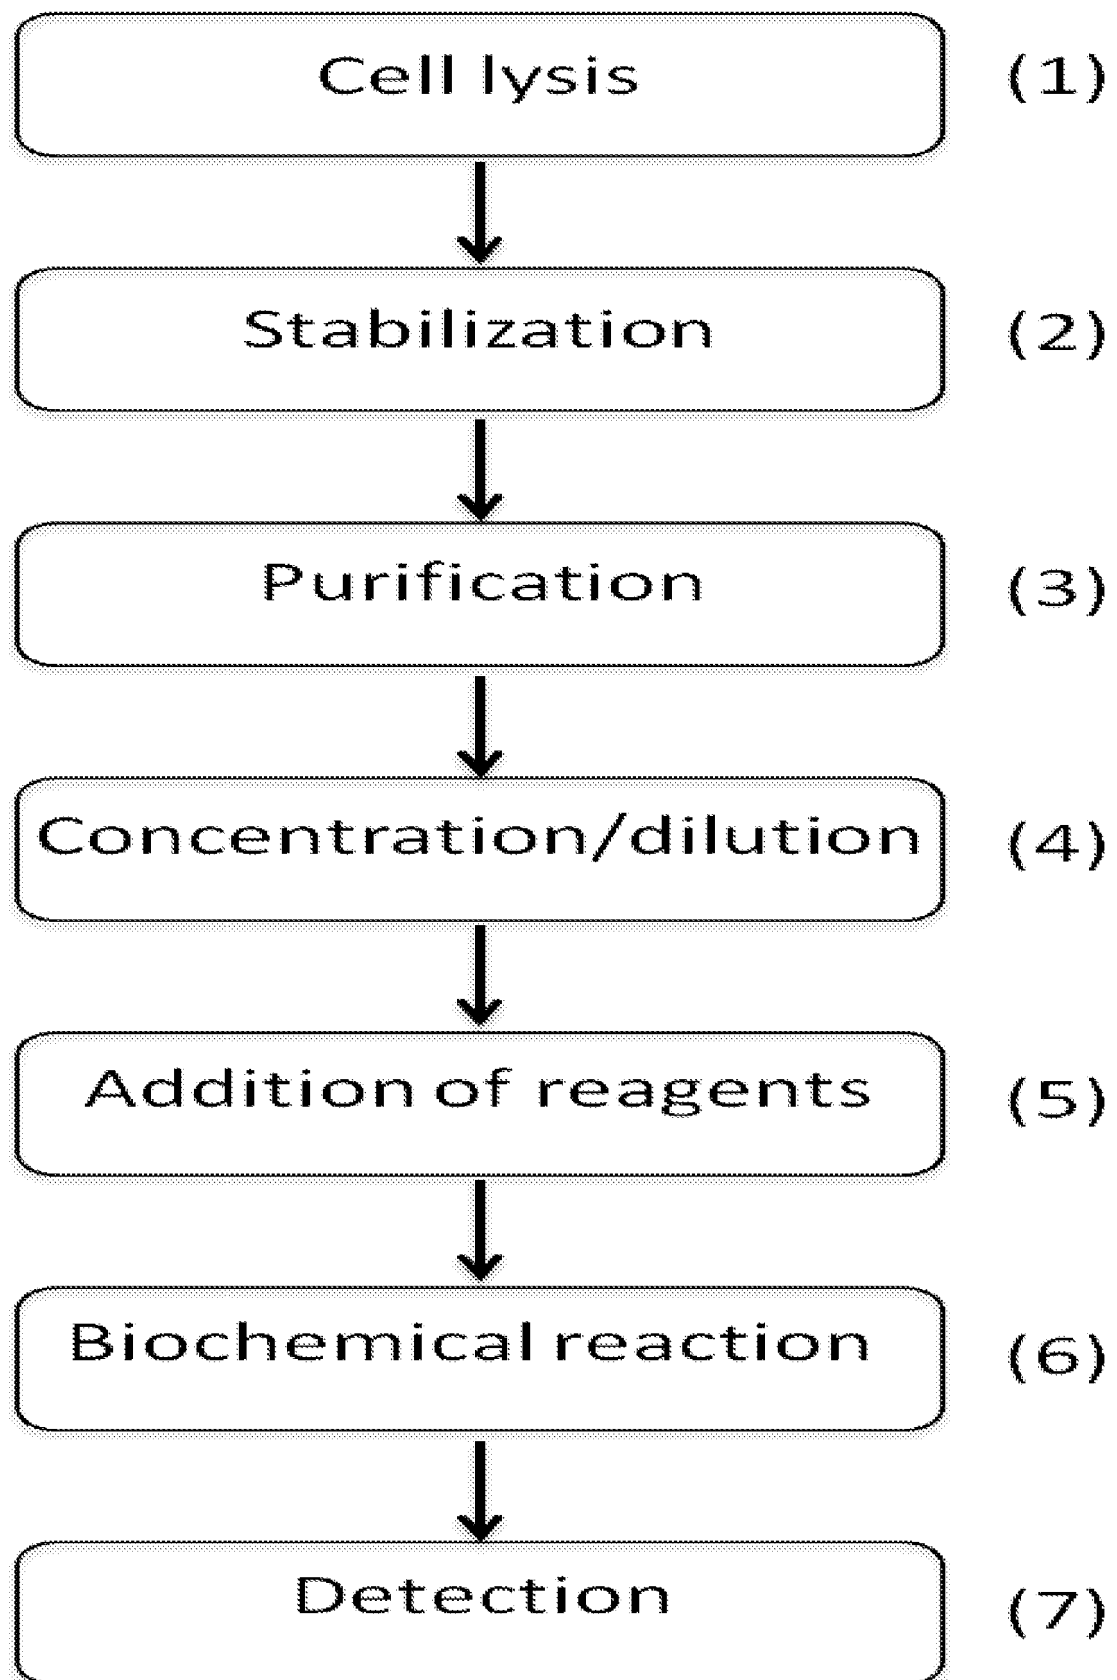 Cell lysis (1)
Stabilization (2)
Purification (3)
Concentration/dilution (4)
Addition of reagents (5)
Biochemical reaction (6)
Detection (7)